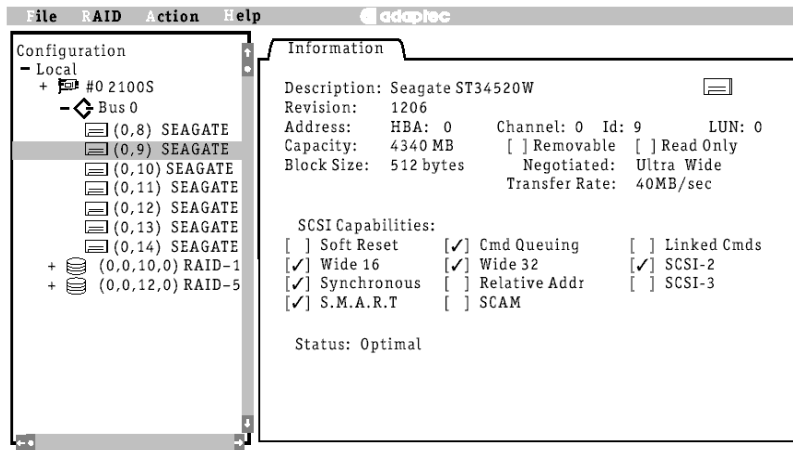 File RAID Action Help adaptec
Configuration
Local
+ #0 2100S
Bus 0
(0,8) SEAGATE
(0,9) SEAGATE
(0,10) SEAGATE
(0,11) SEAGATE
(0,12) SEAGATE
(0,13) SEAGATE
(0,14) SEAGATE
+ (0,0,10,0) RAID-1
+ (0,0,12,0) RAID-5
Information
Description: Seagate ST34520W
Revision: 1206
Address: HBA: 0 Channel: 0 Id: 9 LUN: 0
Capacity: 4340 MB [ ] Removable [ ] Read Only
Block Size: 512 bytes Negotiated: Ultra Wide
Transfer Rate: 40MB/sec
SCSI Capabilities:
[ ] Soft Reset [✓] Cmd Queuing [ ] Linked Cmds
[✓] Wide 16 [✓] Wide 32 [✓] SCSI-2
[✓] Synchronous [ ] Relative Addr [ ] SCSI-3
[✓] S.M.A.R.T [ ] SCAM
Status: Optimal